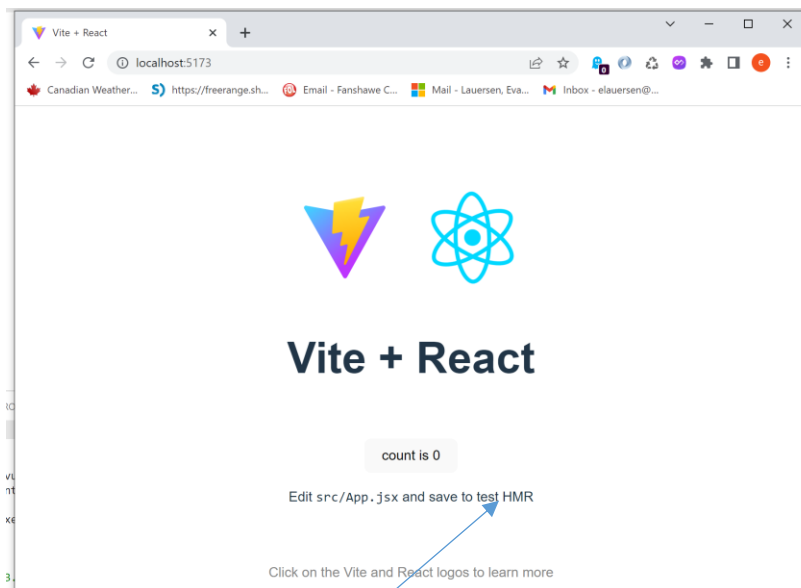 Vite + React
localhost:5173
0
e
Canadian Weather... S) https://freerange.sh... Email - Fanshawe C... Mail - Lauersen, Eva... Inbox - elauersen@...
Vite + React
count is 0
Edit src/App.jsx and save to test HMR
Click on the Vite and React logos to learn more